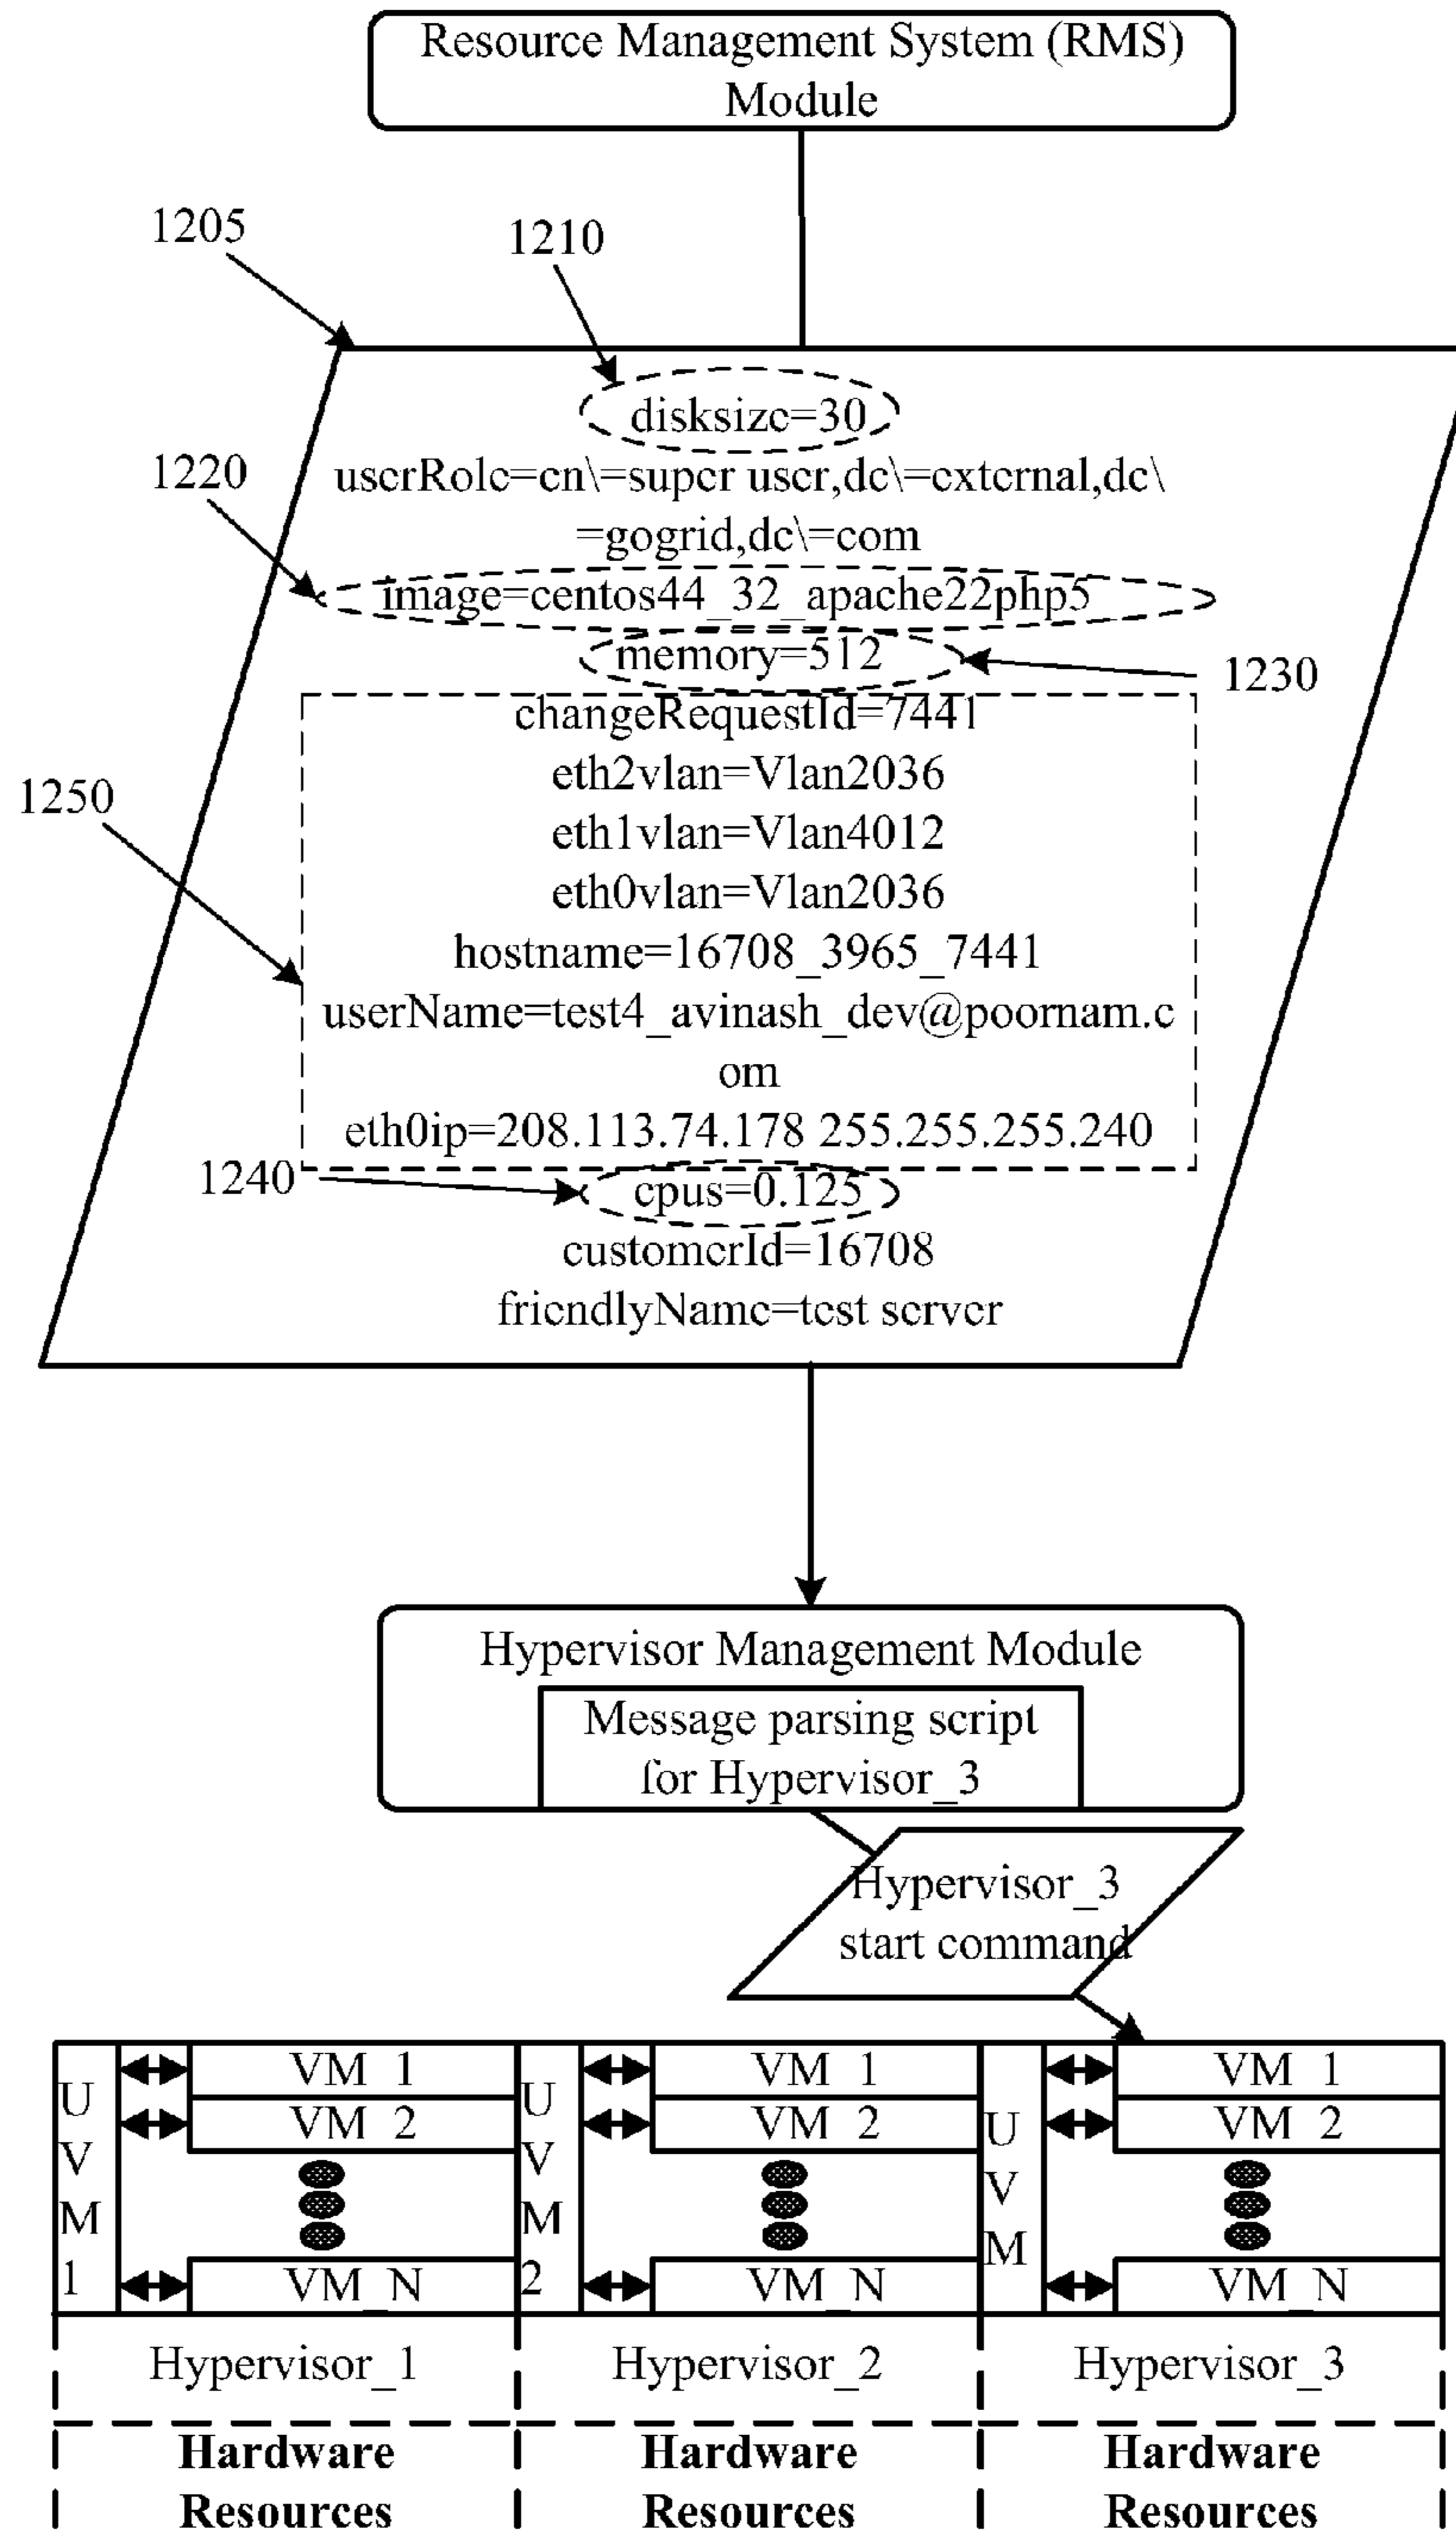 Resource Management System (RMS)
Module
1205
1210
disksize=30
1220
userRole=cn\=super user,dc\=external,dc\
=gogrid,dc\=com
image=centos44_32_apache22php5
memory=512
1230
changeRequestId=7441
eth2vlan=Vlan2036
1250
eth1vlan=Vlan4012
eth0vlan=Vlan2036
hostname=16708_3965_7441
userName=test4_avinash_dev@poornam.c
om
eth0ip=208.113.74.178 255.255.255.240
1240
cpus=0.125
customerId=16708
friendlyName=test server
Hypervisor Management Module
Message parsing script
for Hypervisor_3
Hypervisor_3
start command
UVM1
VM_1
VM_2
VM_N
UVM2
VM_1
VM_2
VM_N
UVM
VM_1
VM_2
VM_N
Hypervisor_1
Hypervisor_2
Hypervisor_3
Hardware
Resources
Hardware
Resources
Hardware
Resources